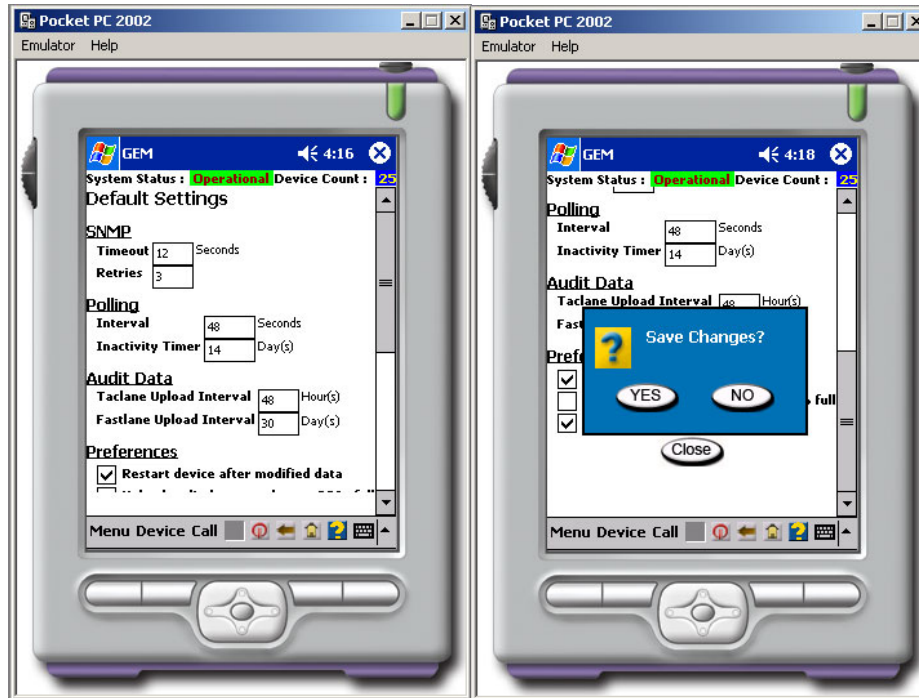 Pocket PC 2002
Emulator Help
GEM 4:16
System Status : Operational Device Count : 25
Default Settings
SNMP
Timeout 12 Seconds
Retries 3
Polling
Interval 48 Seconds
Inactivity Timer 14 Day(s)
Audit Data
Taclane Upload Interval 48 Hour(s)
Fastlane Upload Interval 30 Day(s)
Preferences
Restart device after modified data
Menu Device Call
Pocket PC 2002
Emulator Help
GEM 4:18
System Status : Operational Device Count : 25
Polling
Interval 48 Seconds
Inactivity Timer 14 Day(s)
Audit Data
Taclane Upload Interval 48 Hour(s)
Save Changes?
YES NO
full
Close
Menu Device Call